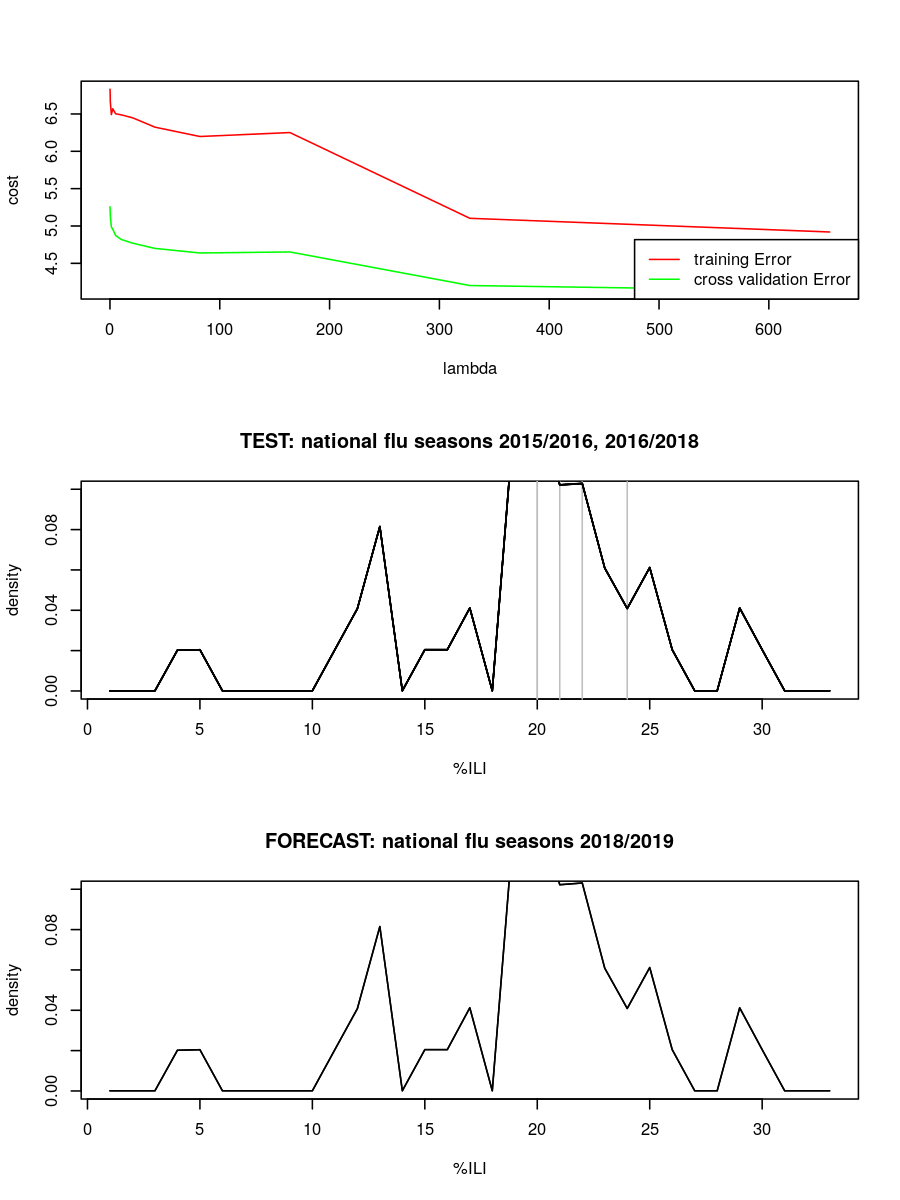 cost
6.5
6.0
5.5
5.0
4.5
training Error
cross validation Error
0 100 200 300 400 500 600
lambda
TEST: national flu seasons 2015/2016, 2016/2018
density
0.08
0.04
0.00
0 5 10 15 20 25 30
%ILI
FORECAST: national flu seasons 2018/2019
density
0.08
0.04
0.00
0 5 10 15 20 25 30
%ILI